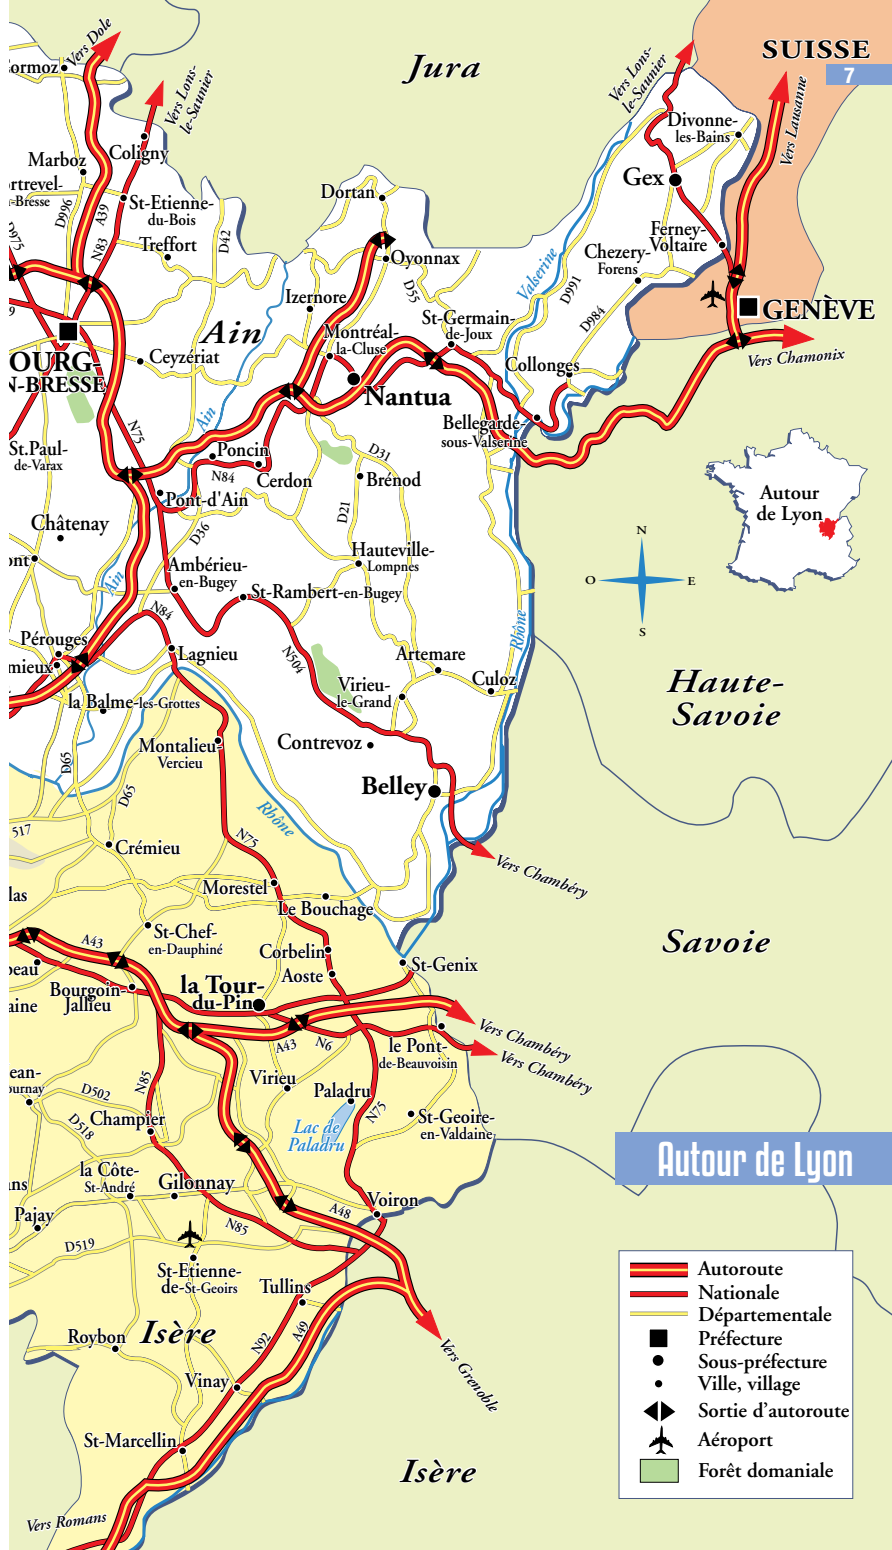 Vers Dole
Cormoz
Vers Lons-
le-Saunier
Jura
Vers Lons-
le-Saunier
SUISSE
7
Vers Lausanne
Divonne-
les-Bains
Marboz
Coligny
Gex
Dortan
St-Etienne-
du-Bois
-Bresse
D996
A39
N83
D975
Treffort
D42
Ferney-
Voltaire
Oyonnax
Valserine
Chezery-
Forens
D991
D55
D984
Izernore
GENÈVE
Ain
Montréal-
la-Cluse
St-Germain-
de-Joux
Vers Chamonix
OURG-
N-BRESSE
Ceyzériat
Collonges
Nantua
Ain
N75
Bellegarde-
sous-Valserine
St.Paul-
de-Varax
Poncin
N84
Cerdon
D31
Brénod
Pont-d'Ain
D21
D36
Châtenay
Autour
de Lyon
N
O
E
S
Hauteville-
Lompnes
ont
Ambérieu-
en-Bugey
Ain
St-Rambert-en-Bugey
N84
Rhône
Pérouges
mieux
Lagnieu
N504
Artemare
Culoz
Virieu-
le-Grand
Haute-
Savoie
la Balme-les-Grottes
Montalieu-
Vercieu
Contrevoz
D65
D65
Belley
Rhône
517
N75
Crémieu
Vers Chambéry
las
Morestel
Le Bouchage
St-Chef-
en-Dauphiné
A43
Savoie
Corbelin
Aoste
St-Genix
beau
Bourgoin-
Jallieu
la Tour-
du-Pin
aine
Vers Chambéry
A43
N6
le Pont-
de-Beauvoisin
Vers Chambéry
ean-
ournay
D502
N85
Virieu
Paladru
Lac de
Paladru
N75
Champier
D518
St-Geoire-
en-Valdaine
Autour de Lyon
la Côte-
St-André
Gilonnay
ns
Pajay
A48
Voiron
N85
D519
St-Etienne-
de-St-Geoirs
Tullins
Isère
Roybon
N92
A49
Vers Grenoble
Vinay
St-Marcellin
Isère
Vers Romans
Autoroute
Nationale
Départementale
Préfecture
Sous-préfecture
Ville, village
Sortie d'autoroute
Aéroport
Forêt domaniale